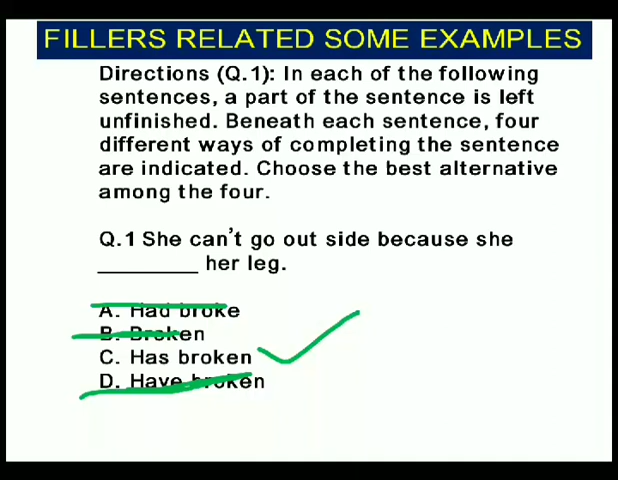 FILLERS RELATED SOME EXAMPLES
Directions (Q.1): In each of the following
sentences, a part of the sentence is left
unfinished. Beneath each sentence, four
different ways of completing the sentence
are indicated. Choose the best alternative
among the four.
Q.1 She can't go out side because she
________ her leg.
A. Had broke
B. Broken
C. Has broken
D. Have broken